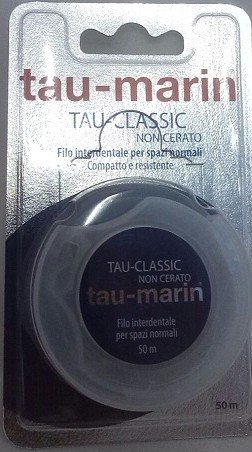 tau-marin
TAU-CLASSIC
NON CERATO
Filo interdentale per spazi normali
Compatto e resistente
TAU-CLASSIC
NON CERATO
tau-marin
Filo interdentale
per spazi normali
50 m
50 m